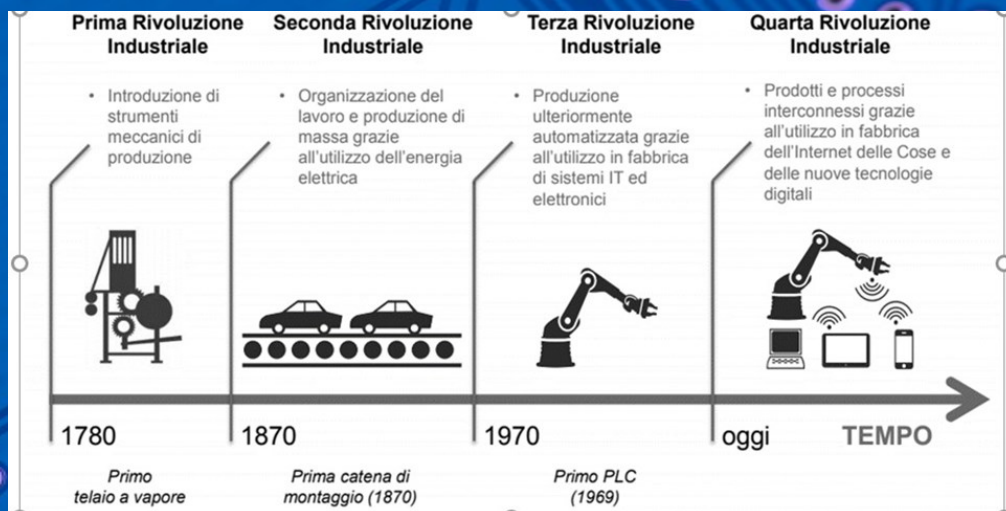 Prima Rivoluzione
Industriale
• Introduzione di
strumenti
meccanici di
produzione
Seconda Rivoluzione
Industriale
• Organizzazione del
lavoro e produzione di
massa grazie
all'utilizzo dell'energia
elettrica
Terza Rivoluzione
Industriale
• Produzione
ulteriormente
automatizzata grazie
all'utilizzo in fabbrica
di sistemi IT ed
elettronici
Quarta Rivoluzione
Industriale
• Prodotti e processi
interconnessi grazie
all'utilizzo in fabbrica
dell'Internet delle Cose e
delle nuove tecnologie
digitali
1780
1870
1970
oggi
TEMPO
Primo
telaio a vapore
Prima catena di
montaggio (1870)
Primo PLC
(1969)